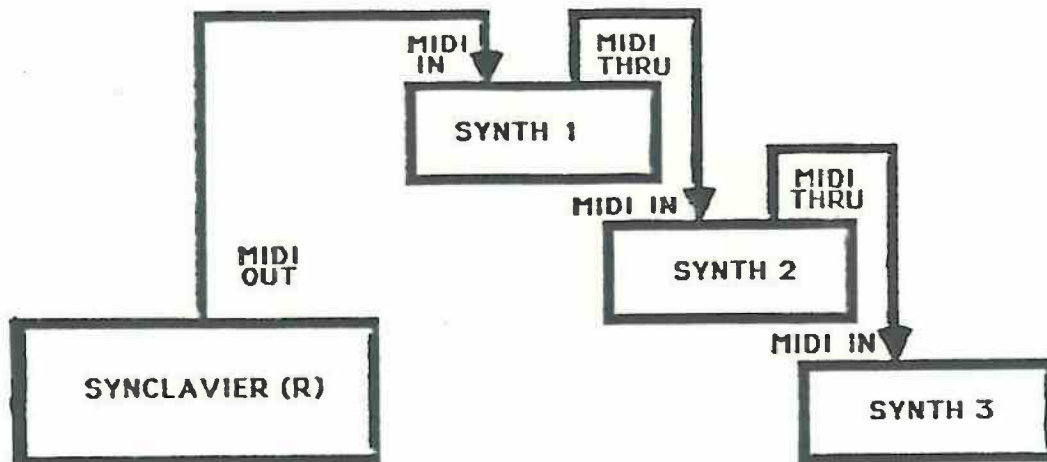 MIDI
IN
MIDI
THRU
SYNTH 1
MIDI
THRU
MIDI IN
MIDI
OUT
SYNTH 2
MIDI IN
SYNCLAVIER (R)
SYNTH 3